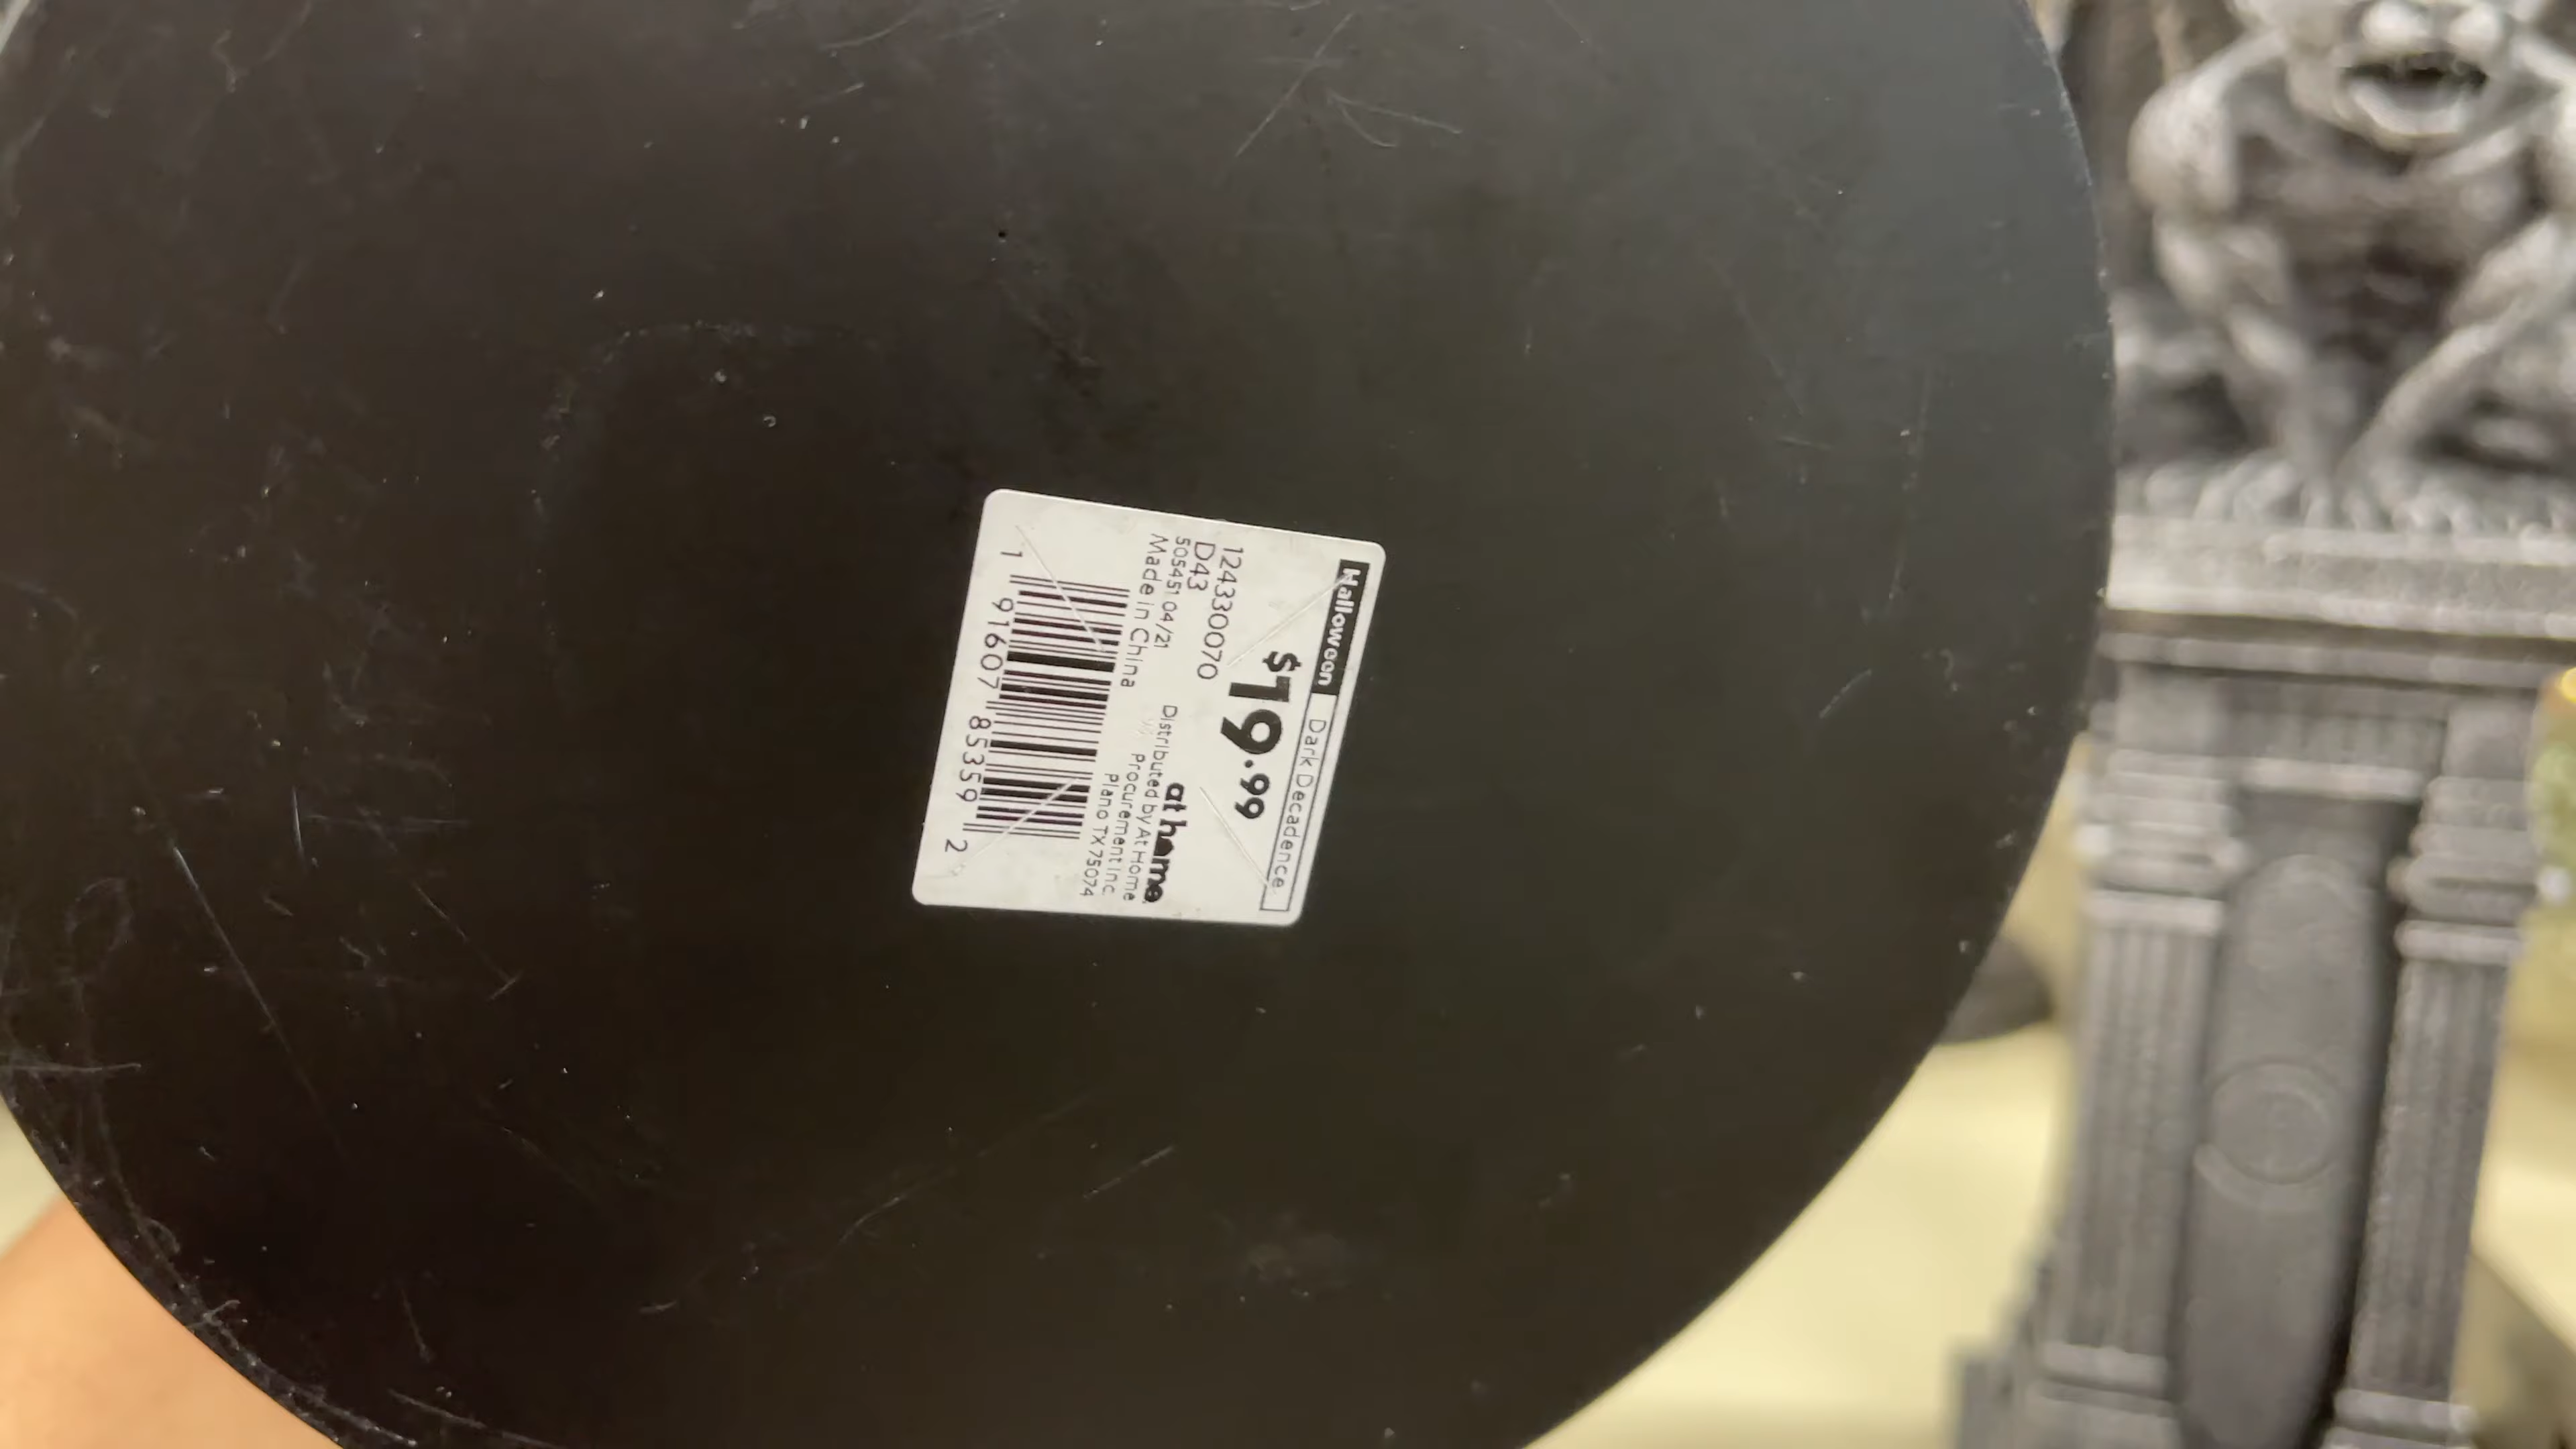 Halloween Dark Decadence
$19.99
124330070
D43
505451 04/21
Made in China
at home
Distributed by At Home
Procurement Inc.
Plano TX 75074
1 91607 85359 2